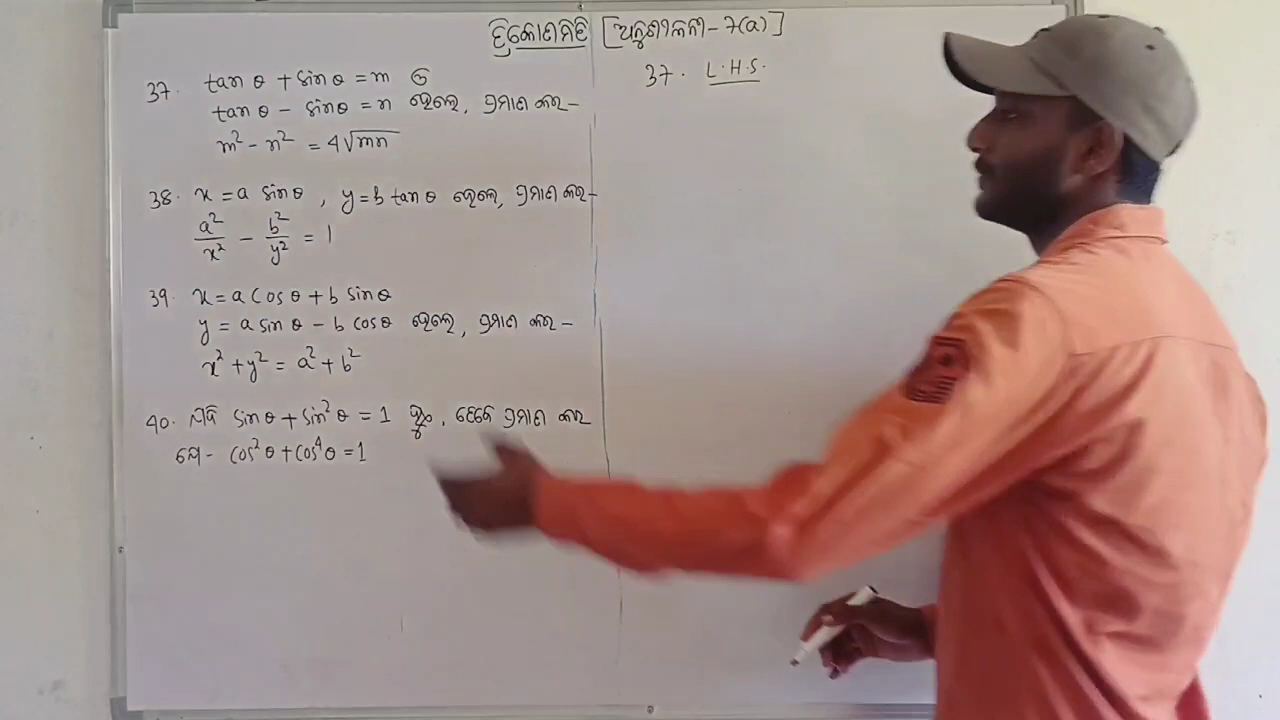 ତ୍ରିକୋଣମିତି [ଅନୁଶୀଳନୀ - 7(a)]
37. tan θ + sin θ = m ଓ
tan θ - sin θ = n ହେଲେ, ପ୍ରମାଣ କର -
m² - n² = 4√mn
38. x = a sin θ, y = b tan θ ହେଲେ, ପ୍ରମାଣ କର -
a²/x² - b²/y² = 1
39. x = a cos θ + b sin θ
y = a sin θ - b cos θ ହେଲେ, ପ୍ରମାଣ କର -
x² + y² = a² + b²
40. ଯଦି sin θ + sin² θ = 1 ହୁଏ, ତେବେ ପ୍ରମାଣ କର
ଯେ - cos² θ + cos⁴ θ = 1
37. L.H.S.